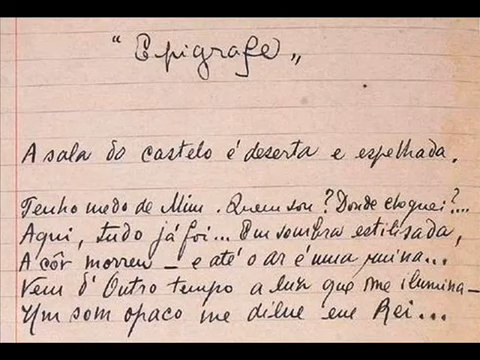 "Epigrafe"
A sala do castelo é deserta e espelhada.
Tenho medo de Mim. Quem sou? Donde cheguei?...
Aqui, tudo já foi... Em sombra estilisada,
A côr morreu — e até o ar é uma ruina...
Vem d'Outro tempo a luz que me ilumina —
Um som opaco me dilue em Rei...